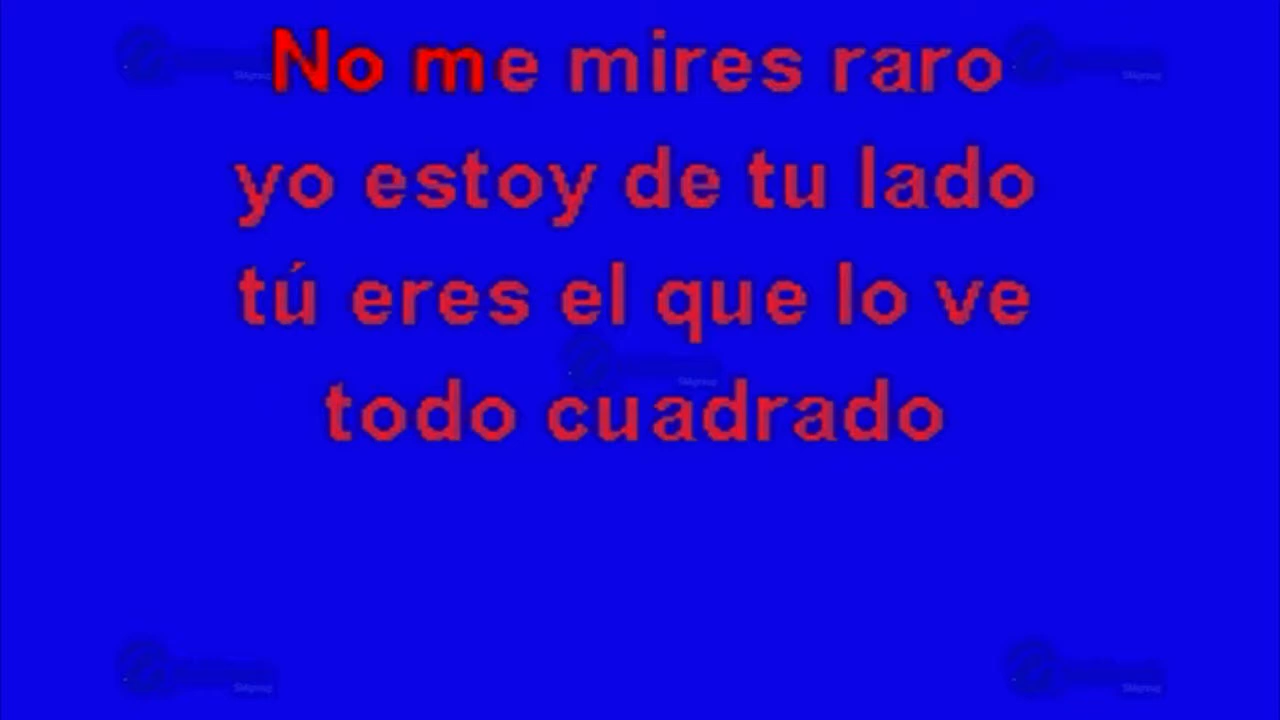 No me mires raro
yo estoy de tu lado
tú eres el que lo ve
todo cuadrado